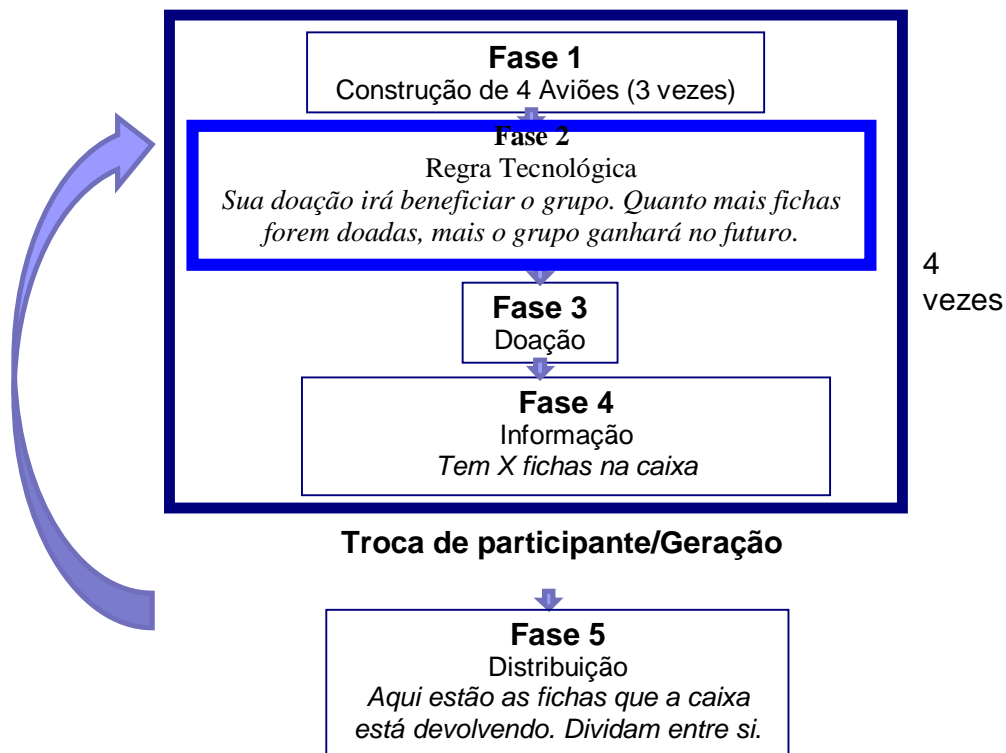 Fase 1
Construção de 4 Aviões (3 vezes)
Fase 2
Regra Tecnológica
Sua doação irá beneficiar o grupo. Quanto mais fichas
forem doadas, mais o grupo ganhará no futuro.
4
vezes
Fase 3
Doação
Fase 4
Informação
Tem X fichas na caixa
Troca de participante/Geração
Fase 5
Distribuição
Aqui estão as fichas que a caixa
está devolvendo. Dividam entre si.